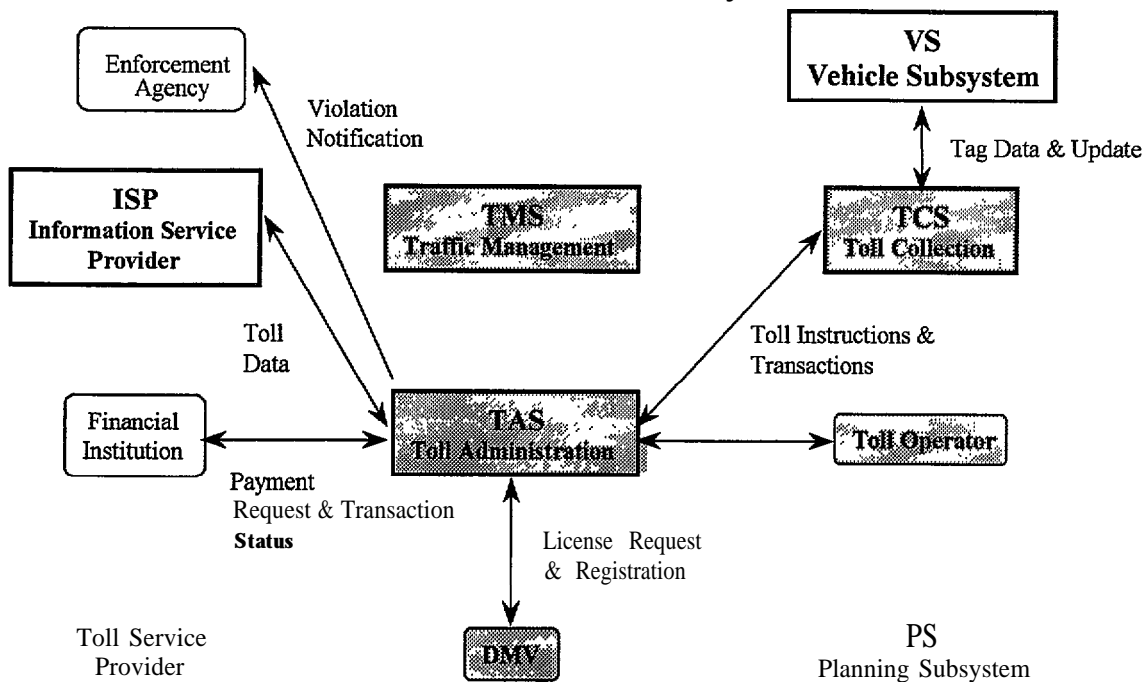 Enforcement
Agency
Violation
Notification
VS
Vehicle Subsystem
Tag Data & Update
ISP
Information Service
Provider
TMS
Traffic Management
TCS
Toll Collection
Toll
Data
Toll Instructions &
Transactions
Financial
Institution
TAS
Toll Administration
Toll Operator
Payment
Request & Transaction
Status
License Request
& Registration
Toll Service
Provider
DMV
PS
Planning Subsystem